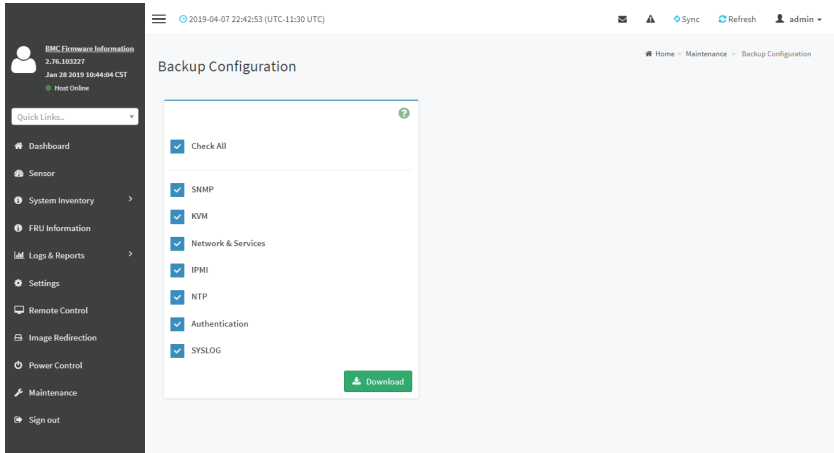 2019-04-07 22:42:53 (UTC-11:30 UTC)
Sync
Refresh
admin
BMC Firmware Information
2.76.103227
Jan 28 2019 10:44:04 CST
Host Online
Quick Links..
Dashboard
Sensor
System Inventory
FRU Information
Logs & Reports
Settings
Remote Control
Image Redirection
Power Control
Maintenance
Sign out
Backup Configuration
Home > Maintenance > Backup Configuration
Check All
SNMP
KVM
Network & Services
IPMI
NTP
Authentication
SYSLOG
Download